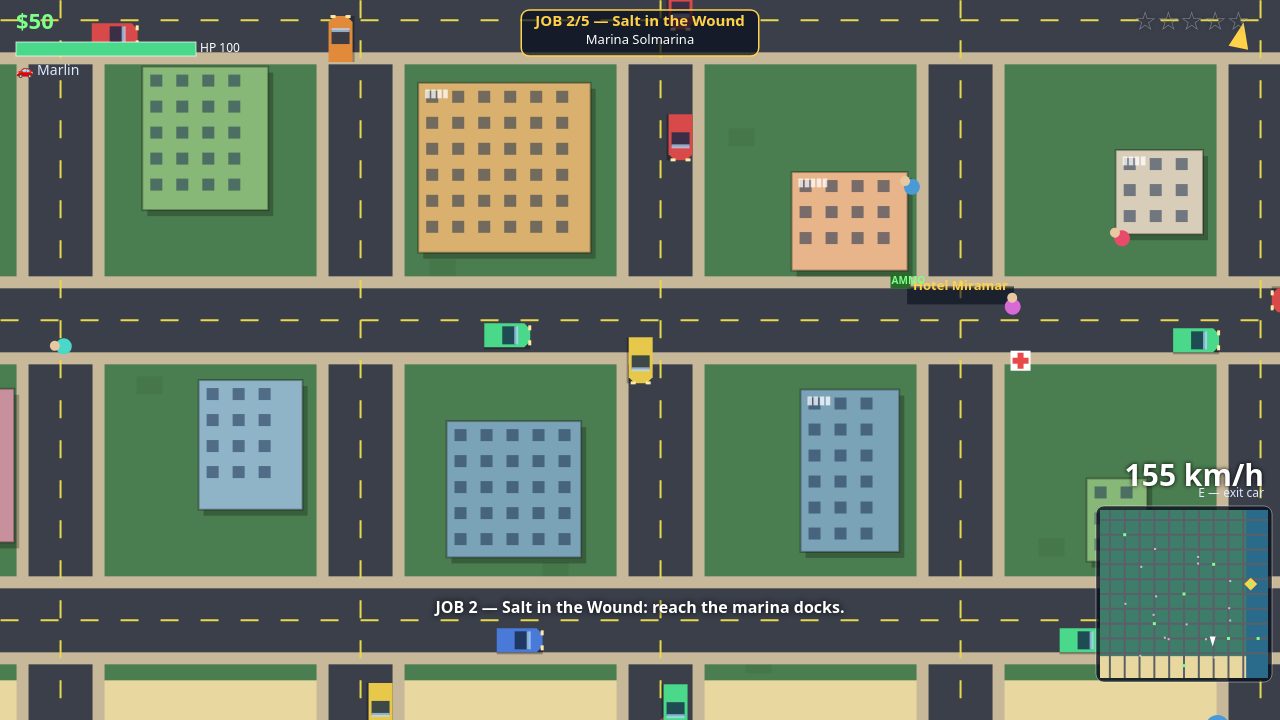 $50
HP 100
🚗 Marlin
JOB 2/5 — Salt in the Wound
Marina Solmarina
☆☆☆☆☆
AMMO
Hotel Miramar
155 km/h
E — exit car
JOB 2 — Salt in the Wound: reach the marina docks.